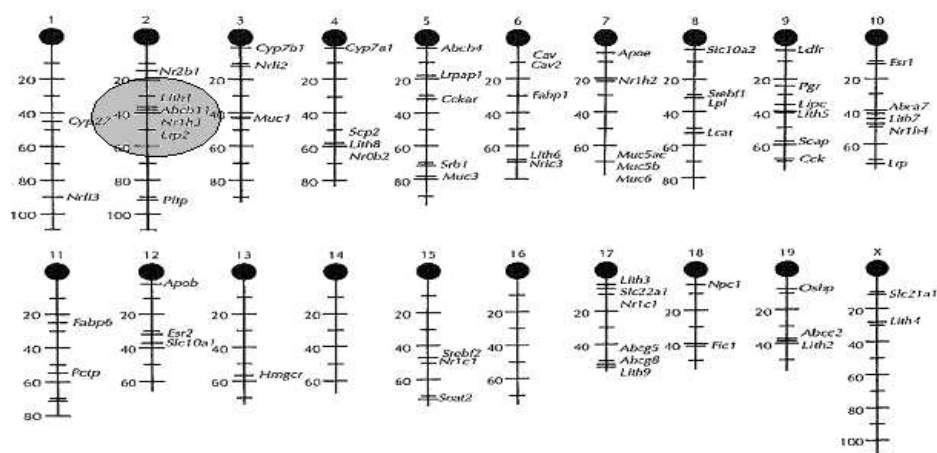 1
20
40
Cyp27
60
80
Nrli3
100
2
Nr2b1
20
Lith1
Abcb11
40
Nr1h3
Lrp2
60
80
Pltp
100
3
Cyp7b1
Nrli2
20
40
Muc1
60
80
4
Cyp7a1
20
40
Scp2
60
Lith8
Nr0b2
80
5
Abcb4
20
Lrpap1
Cckar
40
60
Srb1
80
Muc3
6
Cav
Cav2
20
Fabp1
40
60
Lith6
Nric3
7
Apoe
20
Nr1h2
40
60
Muc5ac
Muc5b
Muc6
8
Slc10a2
20
Srebf1
Lpl
40
Lcat
60
80
9
Ldlr
20
Pgr
Lipc
40
Lith5
60
Scap
Cck
10
Esr1
20
40
Abca7
Lith7
Nr1h4
60
Lrp
11
20
Fabp6
40
Pctp
60
80
12
Apob
20
Esr2
Slc10a1
40
60
13
20
40
Hmgcr
60
14
20
40
60
15
20
40
Srebf2
Nr1c1
60
Soat2
16
20
40
60
17
Lith3
Slc22a1
Nr1c1
20
Abcg5
40
Abcg8
Lith9
18
Npc1
20
40
Fic1
19
Osbp
20
Abcc2
40
Lith2
X
Slc21a1
20
Lith4
40
60
80
100